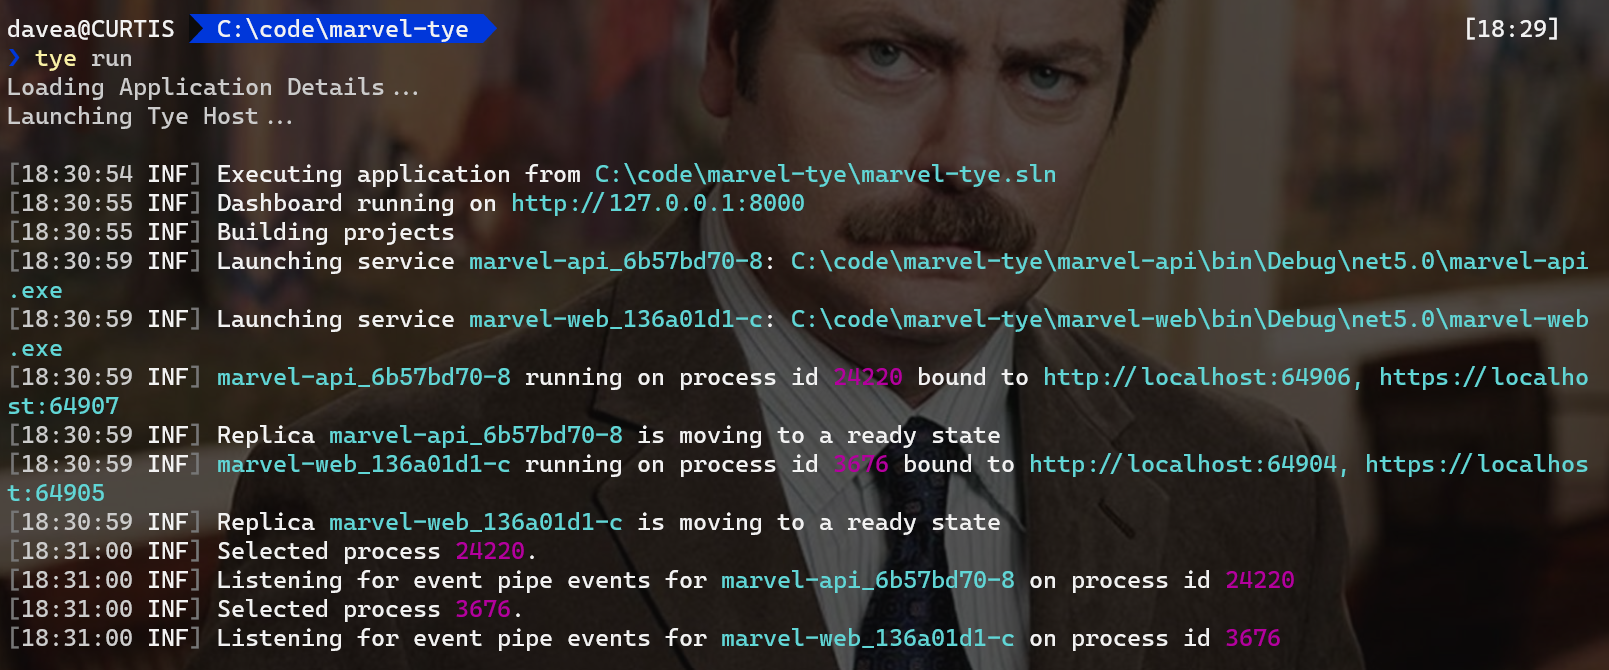 davea@CURTIS C:\code\marvel-tye [18:29]
❯ tye run
Loading Application Details...
Launching Tye Host...
[18:30:54 INF] Executing application from C:\code\marvel-tye\marvel-tye.sln
[18:30:55 INF] Dashboard running on http://127.0.0.1:8000
[18:30:55 INF] Building projects
[18:30:59 INF] Launching service marvel-api_6b57bd70-8: C:\code\marvel-tye\marvel-api\bin\Debug\net5.0\marvel-api
.exe
[18:30:59 INF] Launching service marvel-web_136a01d1-c: C:\code\marvel-tye\marvel-web\bin\Debug\net5.0\marvel-web
.exe
[18:30:59 INF] marvel-api_6b57bd70-8 running on process id 24220 bound to http://localhost:64906, https://localho
st:64907
[18:30:59 INF] Replica marvel-api_6b57bd70-8 is moving to a ready state
[18:30:59 INF] marvel-web_136a01d1-c running on process id 3676 bound to http://localhost:64904, https://localhos
t:64905
[18:30:59 INF] Replica marvel-web_136a01d1-c is moving to a ready state
[18:31:00 INF] Selected process 24220.
[18:31:00 INF] Listening for event pipe events for marvel-api_6b57bd70-8 on process id 24220
[18:31:00 INF] Selected process 3676.
[18:31:00 INF] Listening for event pipe events for marvel-web_136a01d1-c on process id 3676